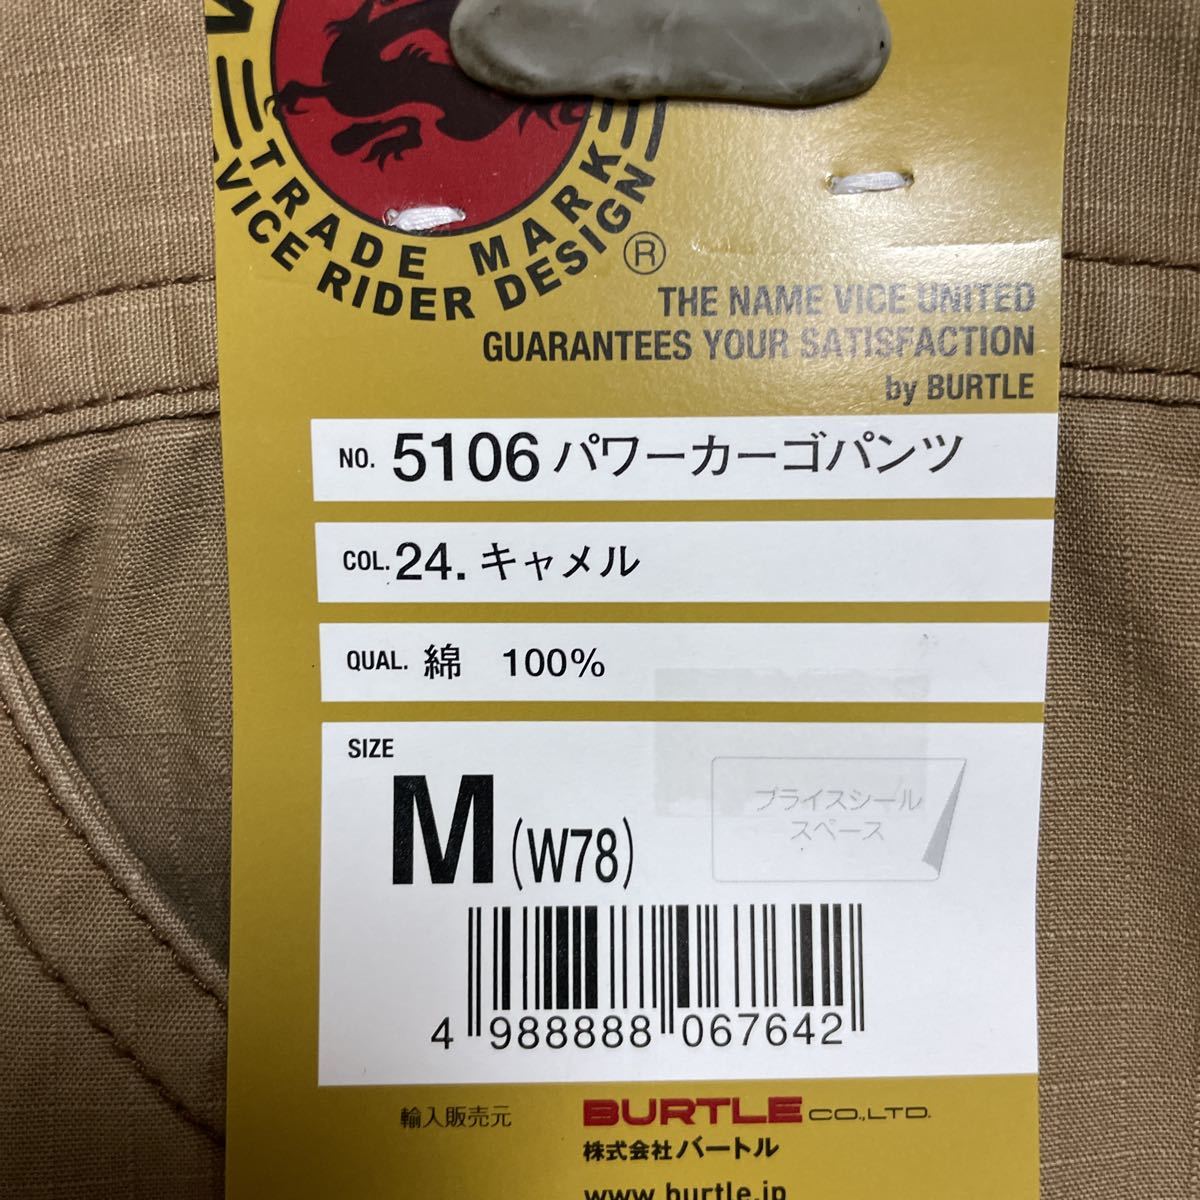 TRADE MARK
VICE RIDER DESIGN
®
THE NAME VICE UNITED
GUARANTEES YOUR SATISFACTION
by BURTLE
NO. 5106 パワーカーゴパンツ
COL. 24. キャメル
QUAL. 綿 100%
SIZE
M (W78)
プライスシール
スペース
4 988888 067642
輸入販売元
BURTLE CO.,LTD.
株式会社バートル
www.burtle.jp